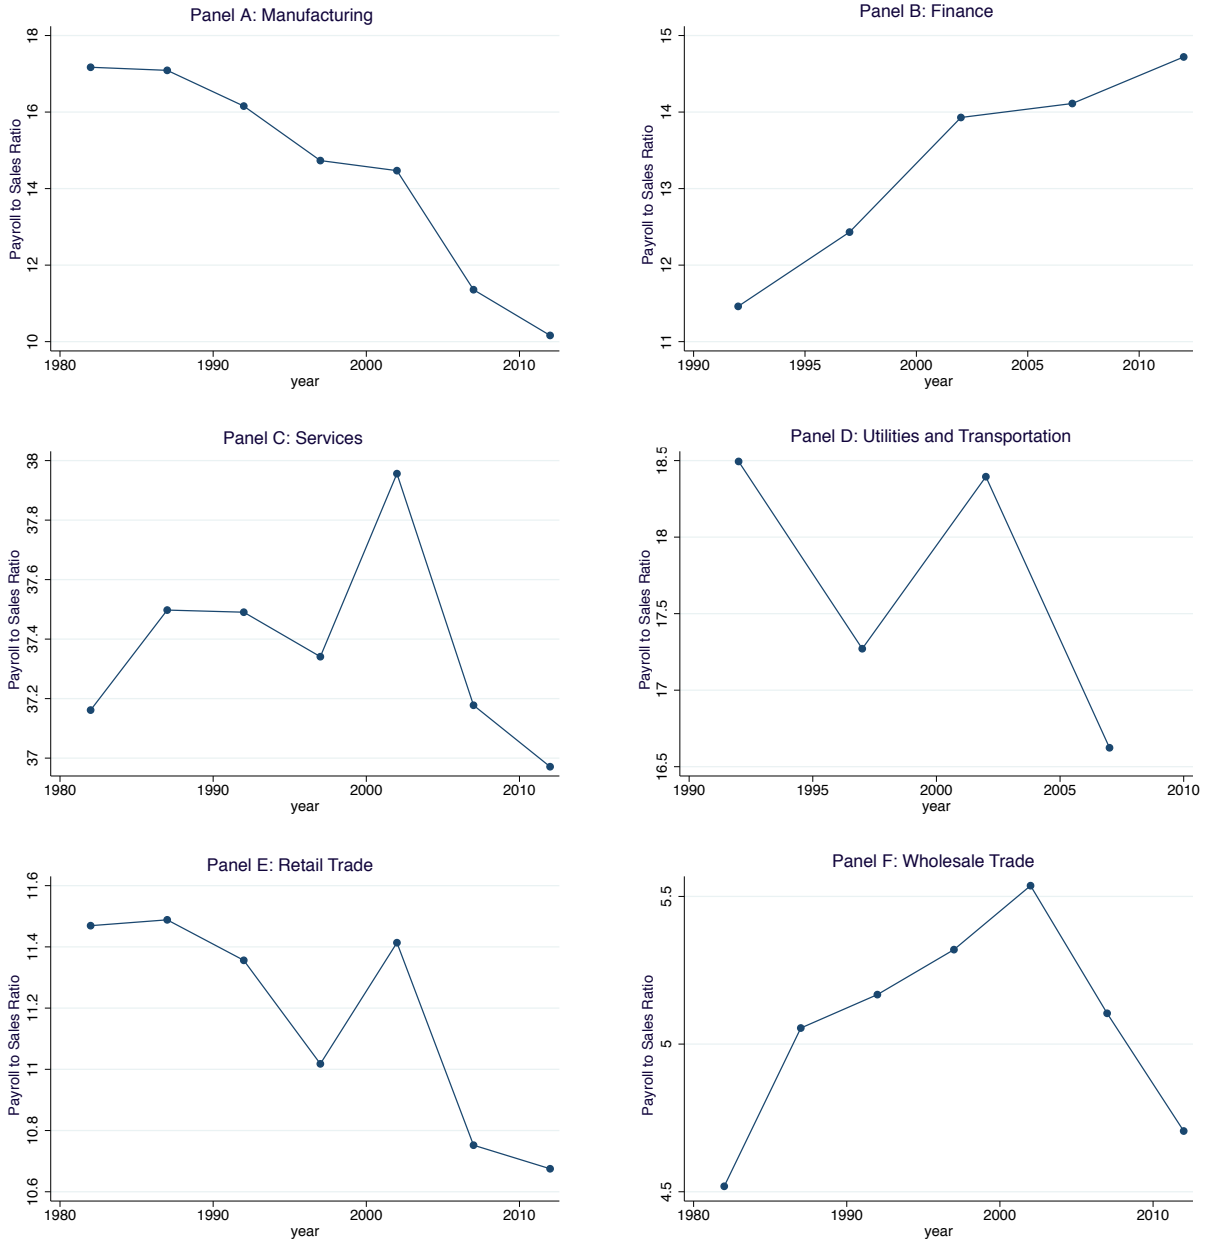 Panel A: Manufacturing
Payroll to Sales Ratio
18
16
14
12
10
1980 1990 2000 2010
year
Panel B: Finance
Payroll to Sales Ratio
15
14
13
12
11
1990 1995 2000 2005 2010
year
Panel C: Services
Payroll to Sales Ratio
38
37.8
37.6
37.4
37.2
37
1980 1990 2000 2010
year
Panel D: Utilities and Transportation
Payroll to Sales Ratio
18.5
18
17.5
17
16.5
1990 1995 2000 2005 2010
year
Panel E: Retail Trade
Payroll to Sales Ratio
11.6
11.4
11.2
11
10.8
10.6
1980 1990 2000 2010
year
Panel F: Wholesale Trade
Payroll to Sales Ratio
5.5
5
4.5
1980 1990 2000 2010
year